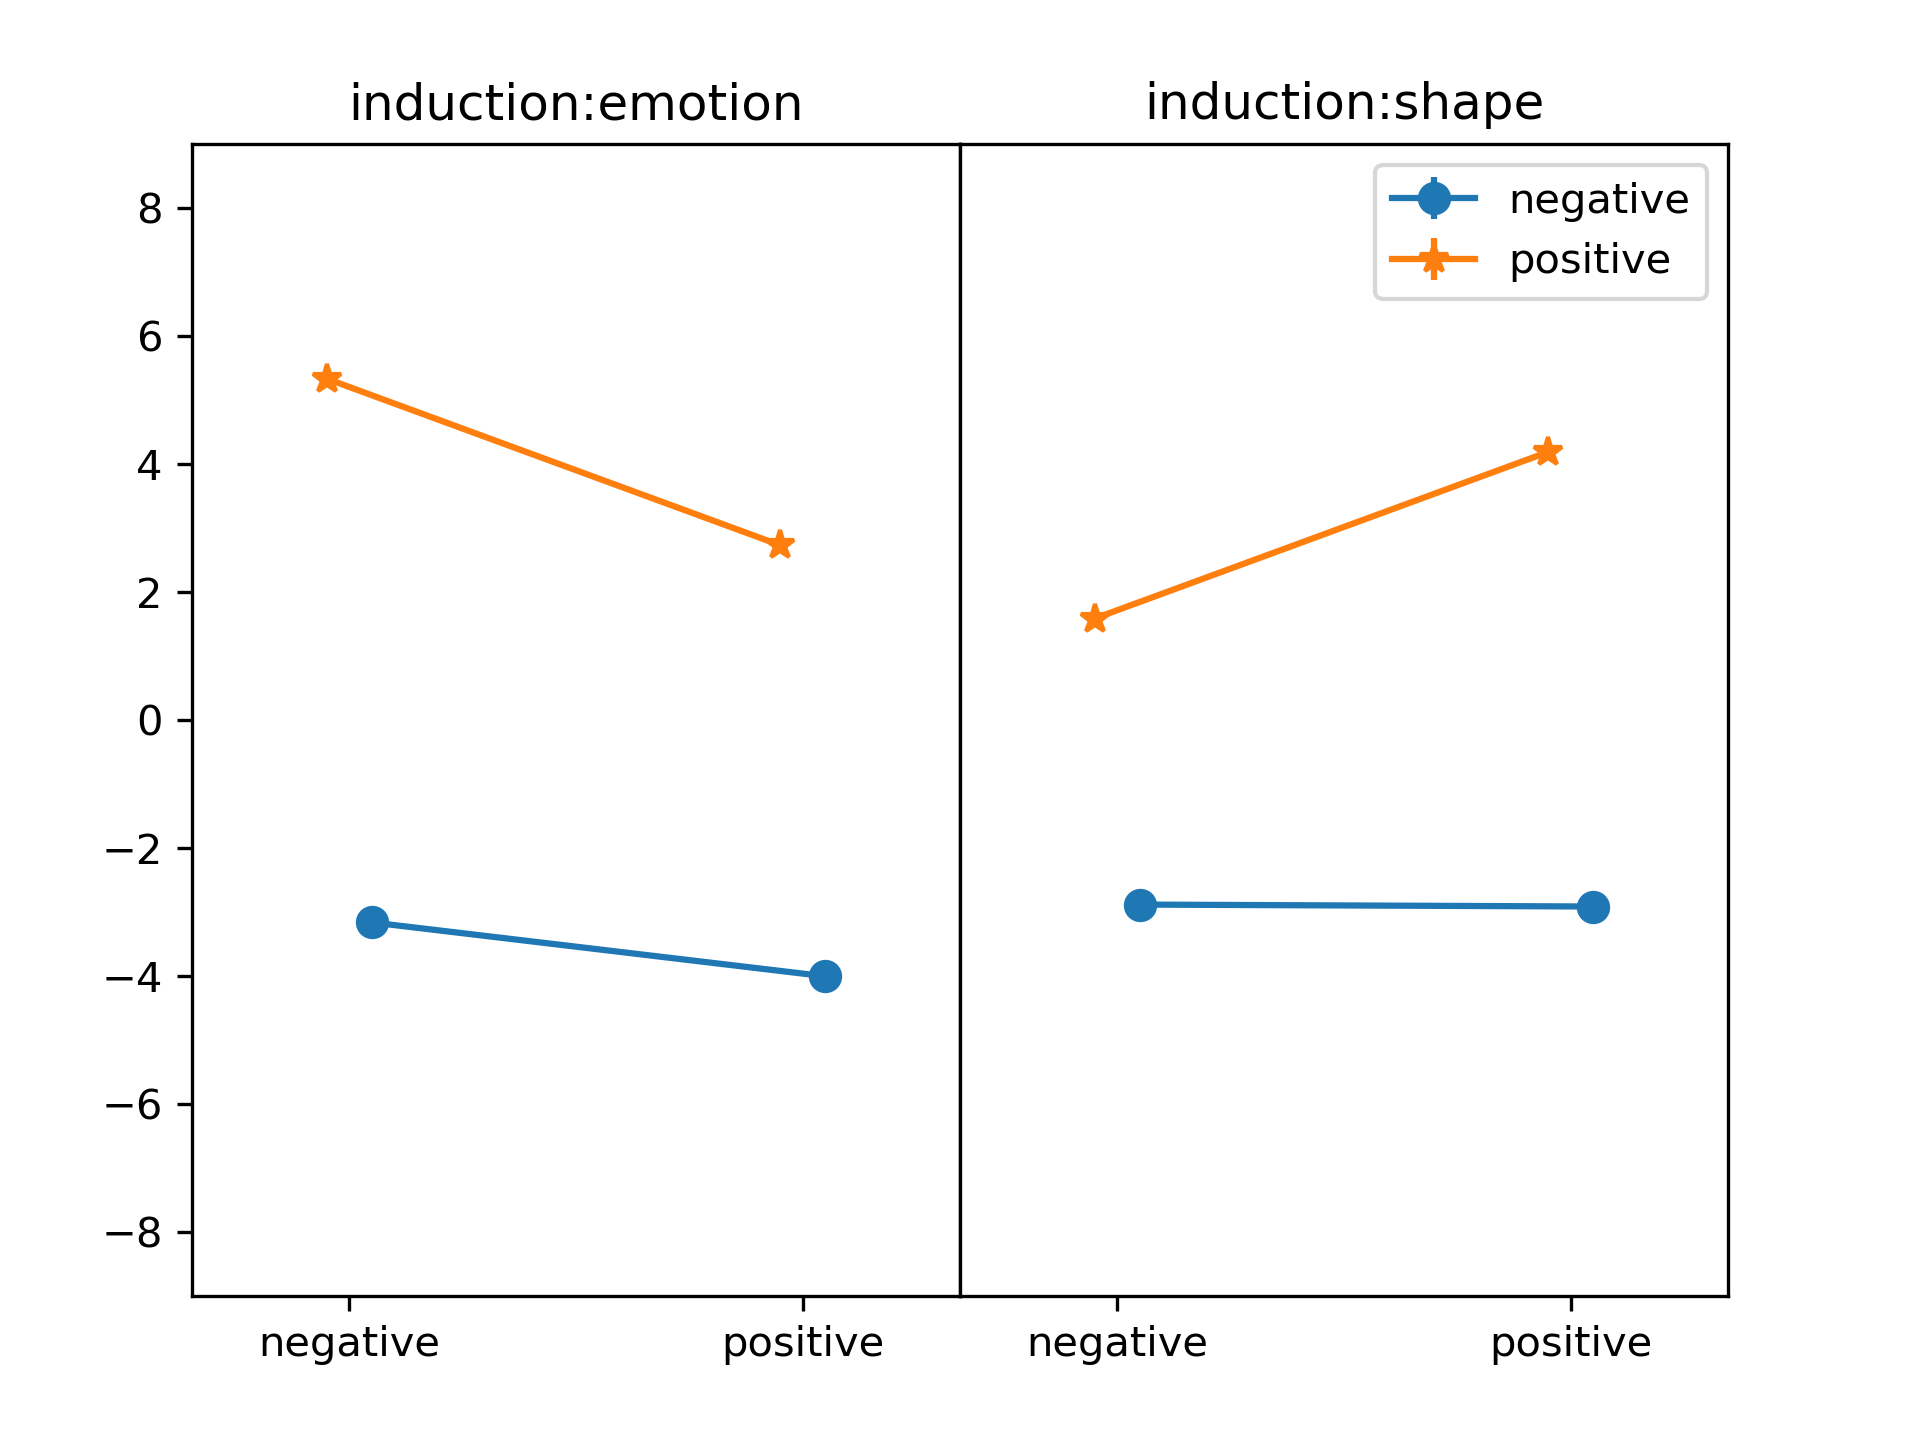 induction:emotion
induction:shape
negative
positive
8
6
4
2
0
−2
−4
−6
−8
negative positive negative positive